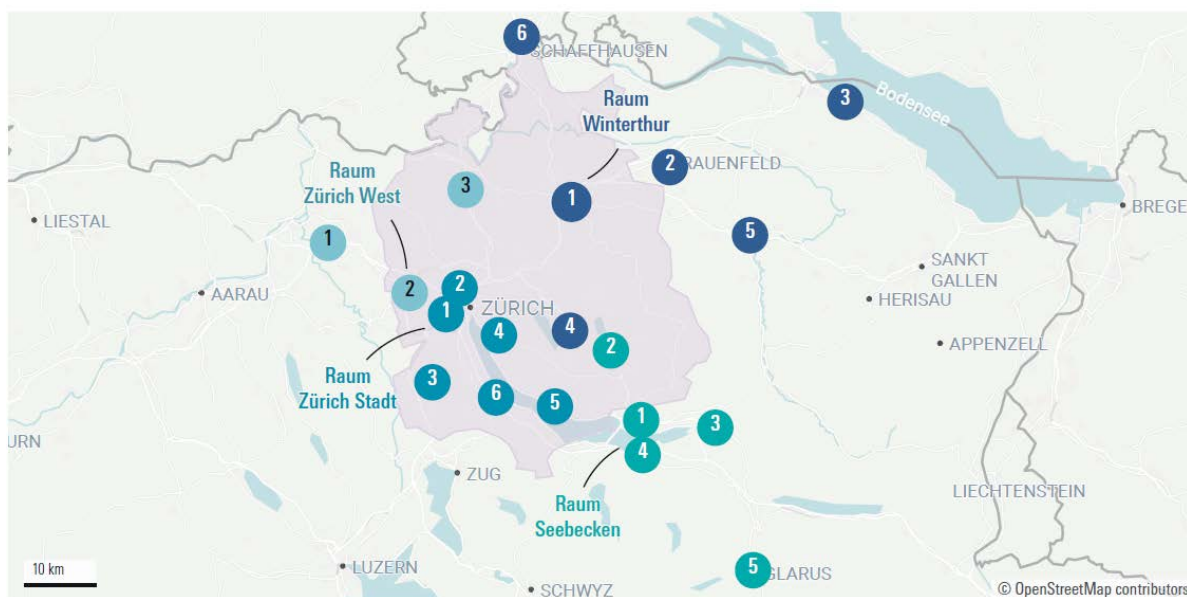 6
SCHAFFHAUSEN
Bodensee
3
Raum
Winterthur
2
RAUENFELD
Raum
Zürich West
3
1
LIESTAL
BREGE
1
5
SANKT
GALLEN
AARAU
2
2
HERISAU
ZÜRICH
1
4
4
2
APPENZELL
Raum
Zürich Stadt
3
6
5
1
3
4
URN
ZUG
Raum
Seebecken
LIECHTENSTEIN
10 km
LUZERN
SCHWYZ
5
GLARUS
© OpenStreetMap contributors